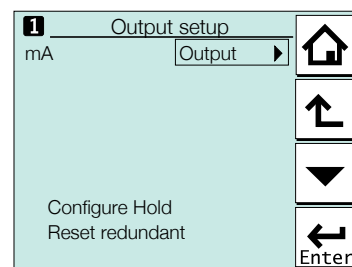 1 Output setup
mA Output
Configure Hold
Reset redundant
Enter